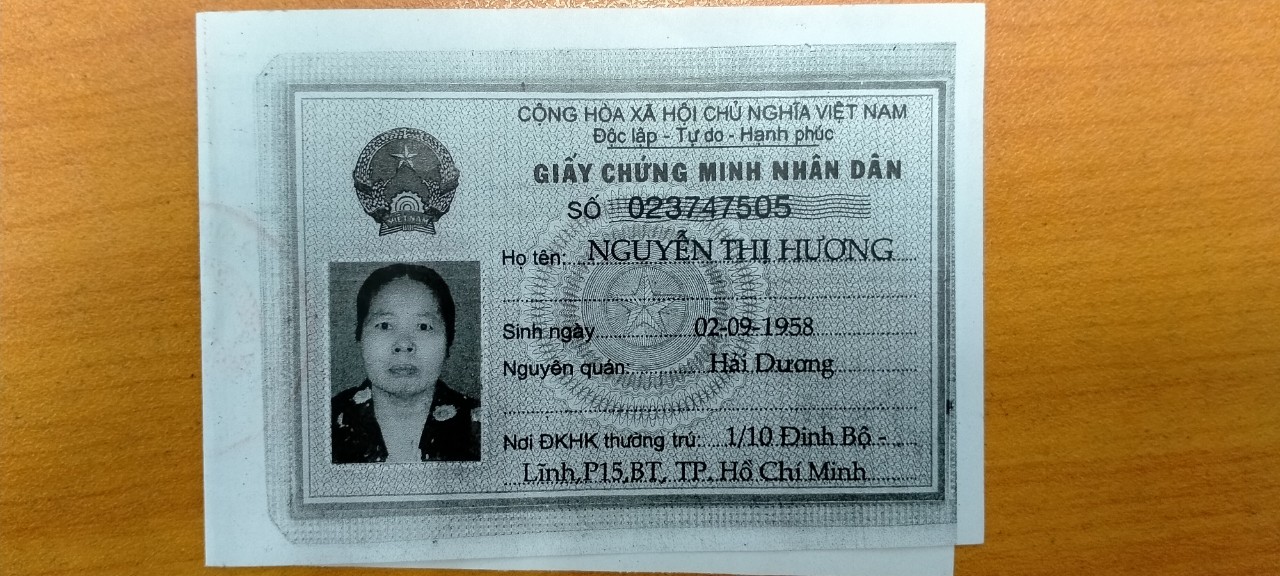 CỘNG HÒA XÃ HỘI CHỦ NGHĨA VIỆT NAM
Độc lập - Tự do - Hạnh phúc
GIẤY CHỨNG MINH NHÂN DÂN
SỐ 023747505
VIỆT NAM
Họ tên: NGUYỄN THỊ HƯƠNG
Sinh ngày 02-09-1958
Nguyên quán: Hải Dương
Nơi ĐKHK thường trú: 1/10 Đinh Bộ -
Lĩnh,P15,BT, TP. Hồ Chí Minh